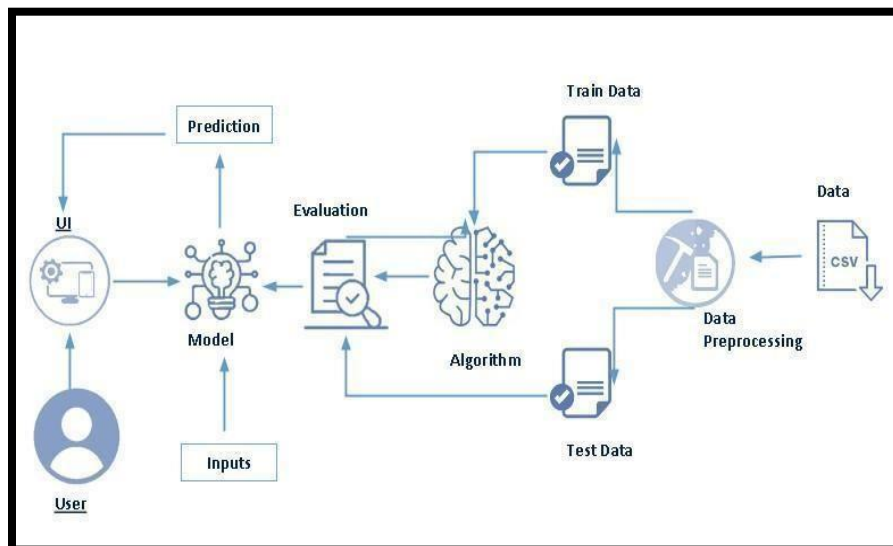 Train Data
Prediction
Data
Evaluation
UI
CSV
Model
Data
Preprocessing
Algorithm
Test Data
Inputs
User